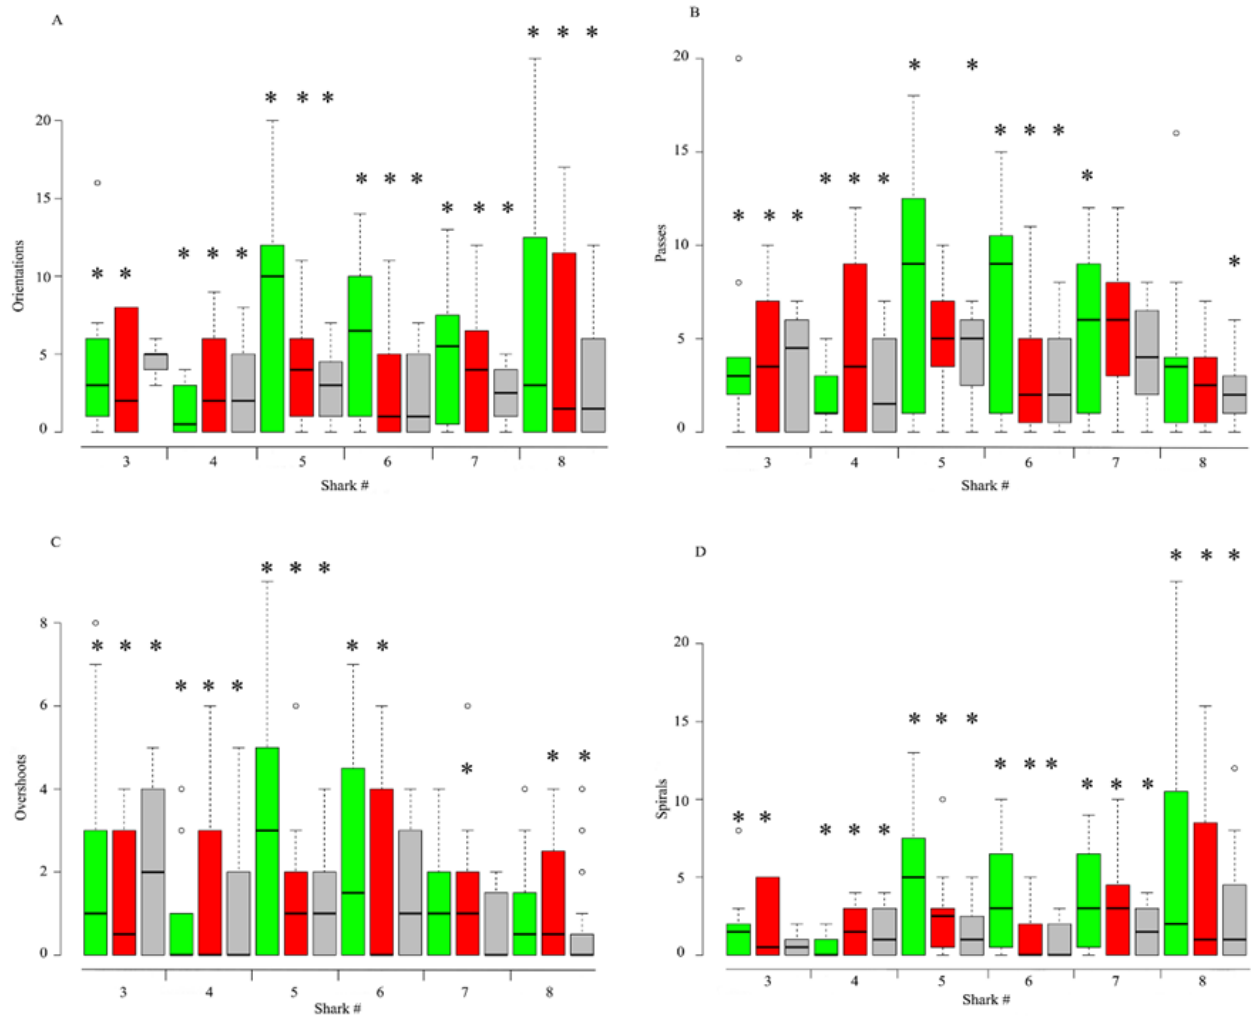 A
Orientations
20
15
10
5
0
* * * * * * * * * * * * * * * * *
3 4 5 6 7 8
Shark #
B
Passes
20
15
10
5
0
* * * * * * * * * * * * * *
3 4 5 6 7 8
Shark #
C
Overshoots
8
6
4
2
0
* * * * * * * * * * * * * *
3 4 5 6 7 8
Shark #
D
Spirals
20
15
10
5
0
* * * * * * * * * * * * * * * * *
3 4 5 6 7 8
Shark #